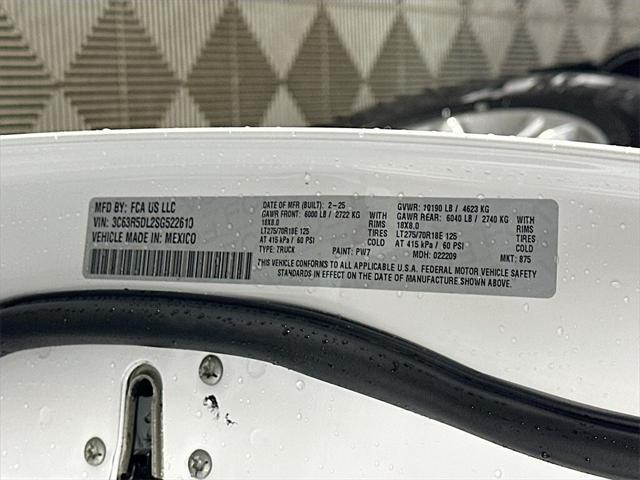 MFD BY: FCA US LLC
VIN: 3C63R5DL2SG522610
VEHICLE MADE IN: MEXICO
DATE OF MFR (BUILT): 2-25
GAWR FRONT: 6000 LB / 2722 KG
18X8.0
LT275/70R18E 125
AT 415 kPa / 60 PSI
TYPE: TRUCK PAINT: PW7
WITH
RIMS
TIRES
COLD
GVWR: 10190 LB / 4623 KG
GAWR REAR: 6040 LB / 2740 KG
18X8.0
LT275/70R18E 125
AT 415 kPa / 60 PSI
MDH: 022209 MKT: 875
WITH
RIMS
TIRES
COLD
THIS VEHICLE CONFORMS TO ALL APPLICABLE U.S.A. FEDERAL MOTOR VEHICLE SAFETY
STANDARDS IN EFFECT ON THE DATE OF MANUFACTURE SHOWN ABOVE.